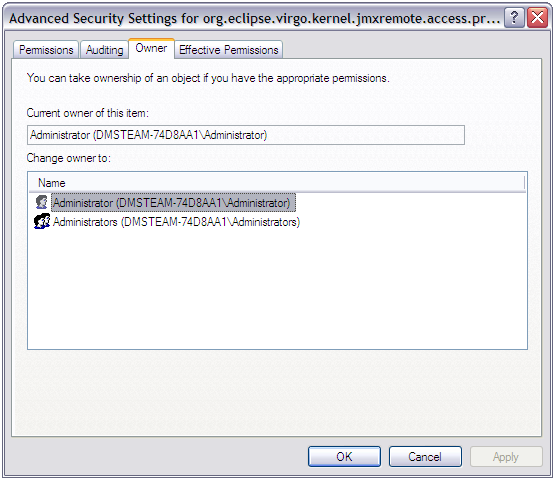 Advanced Security Settings for org.eclipse.virgo.kernel.jmxremote.access.pr...
Permissions Auditing Owner Effective Permissions
You can take ownership of an object if you have the appropriate permissions.
Current owner of this item:
Administrator (DMSTEAM-74D8AA1\Administrator)
Change owner to:
Name
Administrator (DMSTEAM-74D8AA1\Administrator)
Administrators (DMSTEAM-74D8AA1\Administrators)
OK Cancel Apply